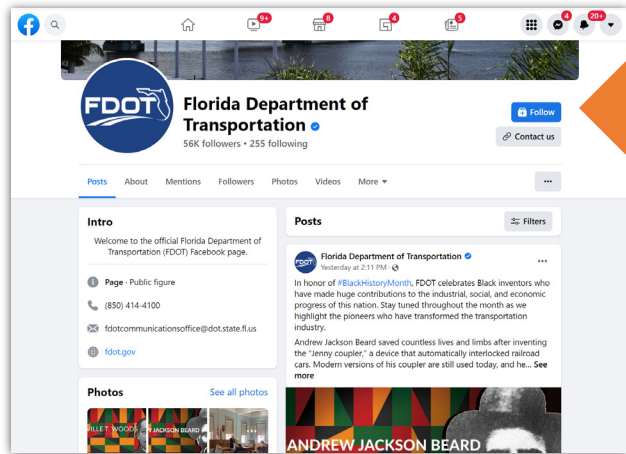 9+
8
4
5
4
20+
FDOT
Florida Department of
Transportation
56K followers • 255 following
Follow
Contact us
Posts
About
Mentions
Followers
Photos
Videos
More
Intro
Welcome to the official Florida Department of
Transportation (FDOT) Facebook page.
Page · Public figure
(850) 414-4100
fdotcommunicationsoffice@dot.state.fl.us
fdot.gov
Photos
See all photos
ILLE T. WOODS
JACKSON BEARD
Posts
Filters
FDOT
Florida Department of Transportation
Yesterday at 2:11 PM ·
In honor of #BlackHistoryMonth, FDOT celebrates Black inventors who
have made huge contributions to the industrial, social, and economic
progress of this nation. Stay tuned throughout the month as we
highlight the pioneers who have transformed the transportation
industry.
Andrew Jackson Beard saved countless lives and limbs after inventing
the "Jenny coupler," a device that automatically interlocked railroad
cars. Modern versions of his coupler are still used today, and he... See
more
ANDREW JACKSON BEARD